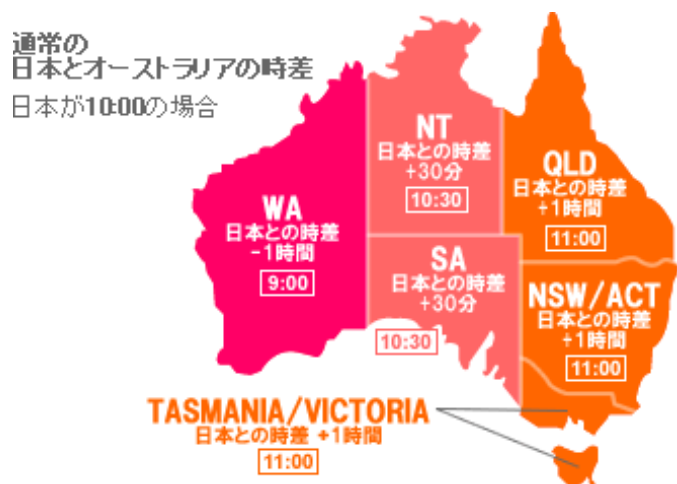 通常の
日本とオーストラリアの時差
日本が10:00の場合
NT
日本との時差
+30分
10:30
QLD
日本との時差
+1時間
11:00
WA
日本との時差
-1時間
9:00
SA
日本との時差
+30分
10:30
NSW/ACT
日本との時差
+1時間
11:00
TASMANIA/VICTORIA
日本との時差 +1時間
11:00